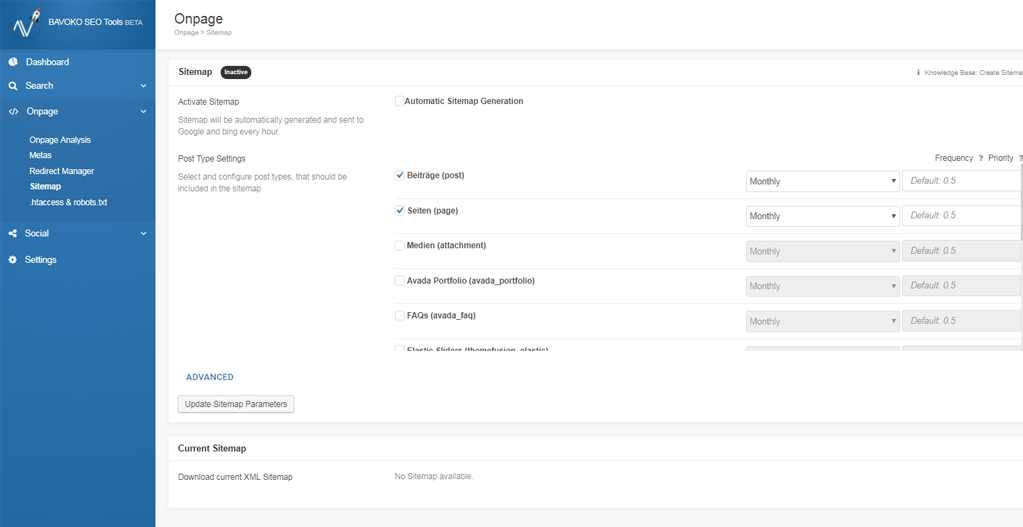 BAVOKO SEO Tools BETA
Dashboard
Search
Onpage
Onpage Analysis
Metas
Redirect Manager
Sitemap
.htaccess & robots.txt
Social
Settings
Onpage
Onpage > Sitemap
Sitemap Inactive
Knowledge Base: Create Sitema
Activate Sitemap
Automatic Sitemap Generation
Sitemap will be automatically generated and sent to
Google and bing every hour.
Post Type Settings
Frequency ? Priority ?
Select and configure post types, that should be
included in the sitemap
Beiträge (post) Monthly Default: 0.5
Seiten (page) Monthly Default: 0.5
Medien (attachment) Monthly Default: 0.5
Avada Portfolio (avada_portfolio) Monthly Default: 0.5
FAQs (avada_faq) Monthly Default: 0.5
Elastic Sliders (themefusion_elastic)
ADVANCED
Update Sitemap Parameters
Current Sitemap
Download current XML Sitemap
No Sitemap available.